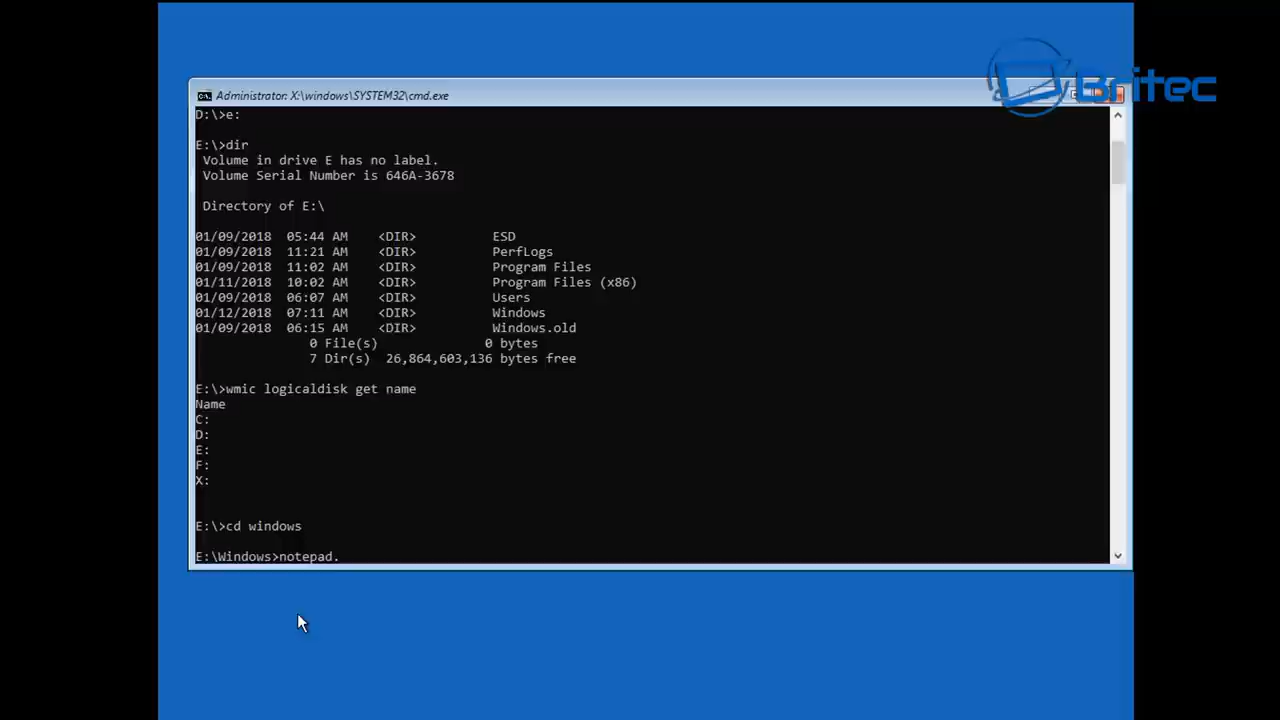 Britec
Administrator: X:\windows\SYSTEM32\cmd.exe
D:\>e:
E:\>dir
Volume in drive E has no label.
Volume Serial Number is 646A-3678
Directory of E:\
01/09/2018 05:44 AM <DIR> ESD
01/09/2018 11:21 AM <DIR> PerfLogs
01/09/2018 11:02 AM <DIR> Program Files
01/11/2018 10:02 AM <DIR> Program Files (x86)
01/09/2018 06:07 AM <DIR> Users
01/12/2018 07:11 AM <DIR> Windows
01/09/2018 06:15 AM <DIR> Windows.old
0 File(s) 0 bytes
7 Dir(s) 26,864,603,136 bytes free
E:\>wmic logicaldisk get name
Name
C:
D:
E:
F:
X:
E:\>cd windows
E:\Windows>notepad.